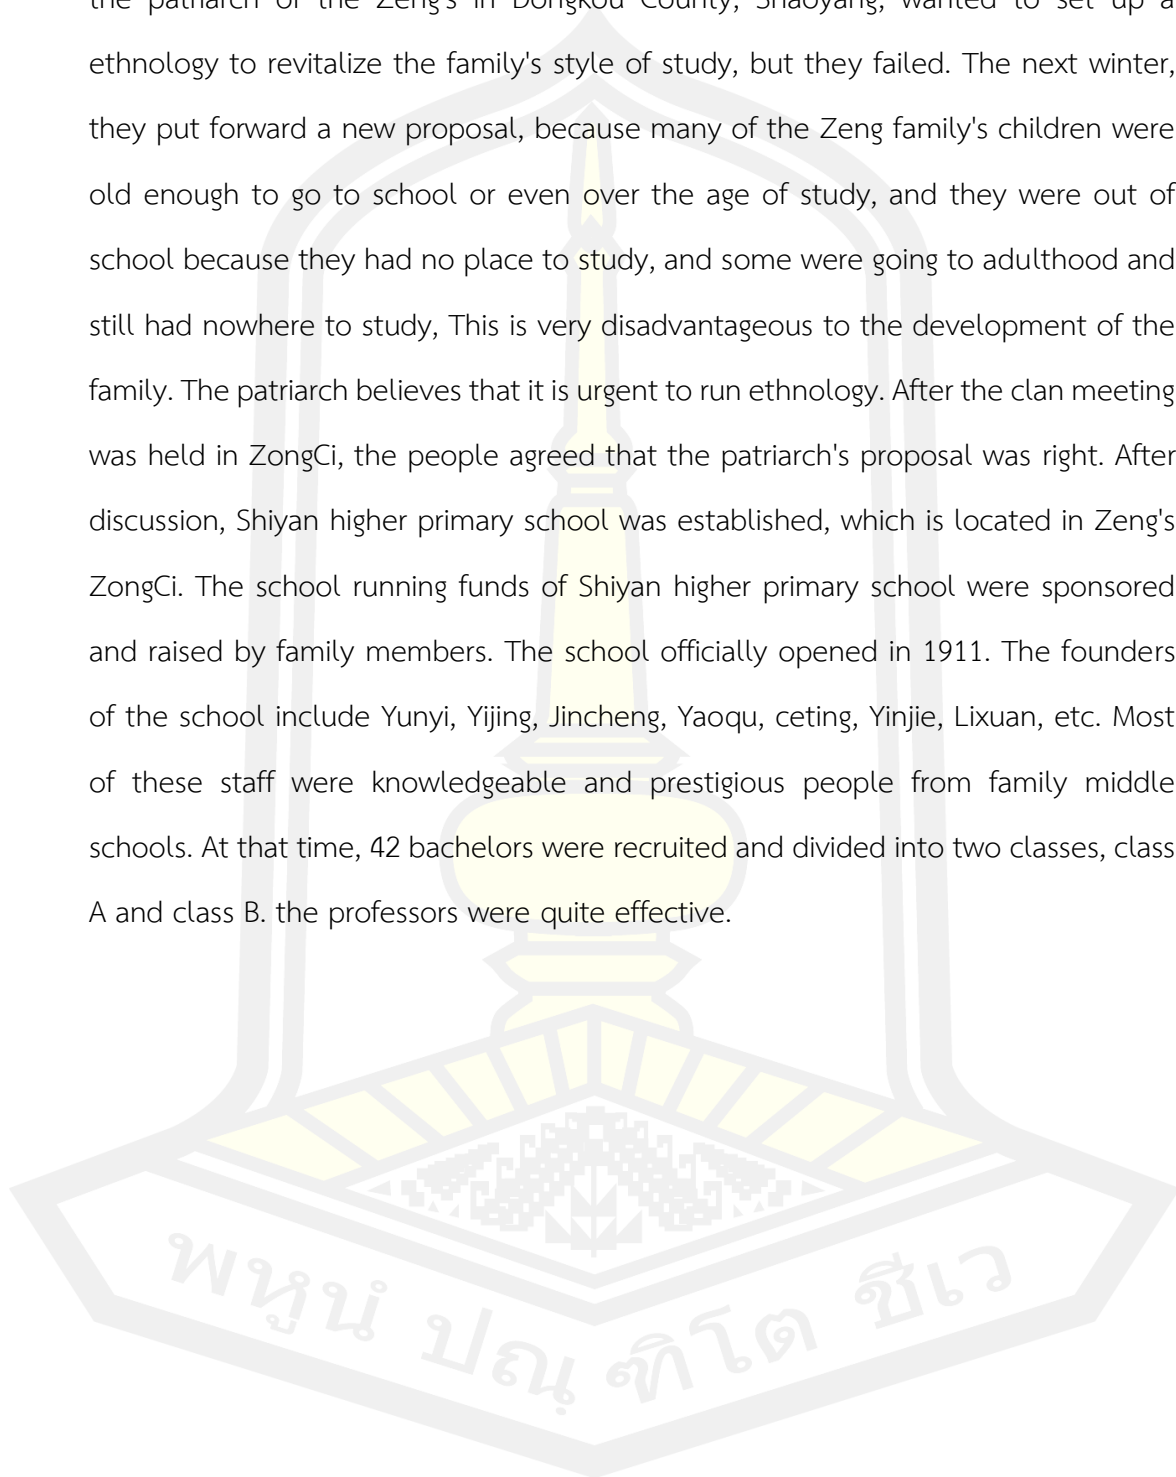 the patriarch of the Zeng's in Dongkou County, Shaoyang, wanted to set up a
ethnology to revitalize the family's style of study, but they failed. The next winter,
they put forward a new proposal, because many of the Zeng family's children were
old enough to go to school or even over the age of study, and they were out of
school because they had no place to study, and some were going to adulthood and
still had nowhere to study, This is very disadvantageous to the development of the
family. The patriarch believes that it is urgent to run ethnology. After the clan meeting
was held in ZongCi, the people agreed that the patriarch's proposal was right. After
discussion, Shiyan higher primary school was established, which is located in Zeng's
ZongCi. The school running funds of Shiyan higher primary school were sponsored
and raised by family members. The school officially opened in 1911. The founders
of the school include Yunyi, Yijing, Jincheng, Yaoqu, ceting, Yinjie, Lixuan, etc. Most
of these staff were knowledgeable and prestigious people from family middle
schools. At that time, 42 bachelors were recruited and divided into two classes, class
A and class B. the professors were quite effective.
พหูนํ ปณฺฑิโต ชีเว